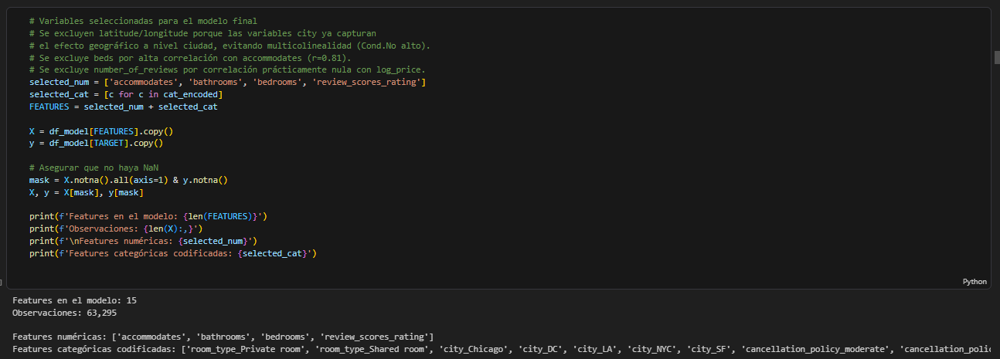 # Variables seleccionadas para el modelo final
# Se excluyen latitude/longitude porque las variables city ya capturan
# el efecto geográfico a nivel ciudad, evitando multicolinealidad (Cond.No alto).
# Se excluye beds por alta correlación con accommodates (r=0.81).
# Se excluye number_of_reviews por correlación prácticamente nula con log_price.
selected_num = ['accommodates', 'bathrooms', 'bedrooms', 'review_scores_rating']
selected_cat = [c for c in cat_encoded]
FEATURES = selected_num + selected_cat
X = df_model[FEATURES].copy()
y = df_model[TARGET].copy()
# Asegurar que no haya NaN
mask = X.notna().all(axis=1) & y.notna()
X, y = X[mask], y[mask]
print(f'Features en el modelo: {len(FEATURES)}')
print(f'Observaciones: {len(X):,}')
print(f'\nFeatures numéricas: {selected_num}')
print(f'Features categóricas codificadas: {selected_cat}')
]
Python
Features en el modelo: 15
Observaciones: 63,295
Features numéricas: ['accommodates', 'bathrooms', 'bedrooms', 'review_scores_rating']
Features categóricas codificadas: ['room_type_Private room', 'room_type_Shared room', 'city_Chicago', 'city_DC', 'city_LA', 'city_NYC', 'city_SF', 'cancellation_policy_moderate', 'cancellation_polic